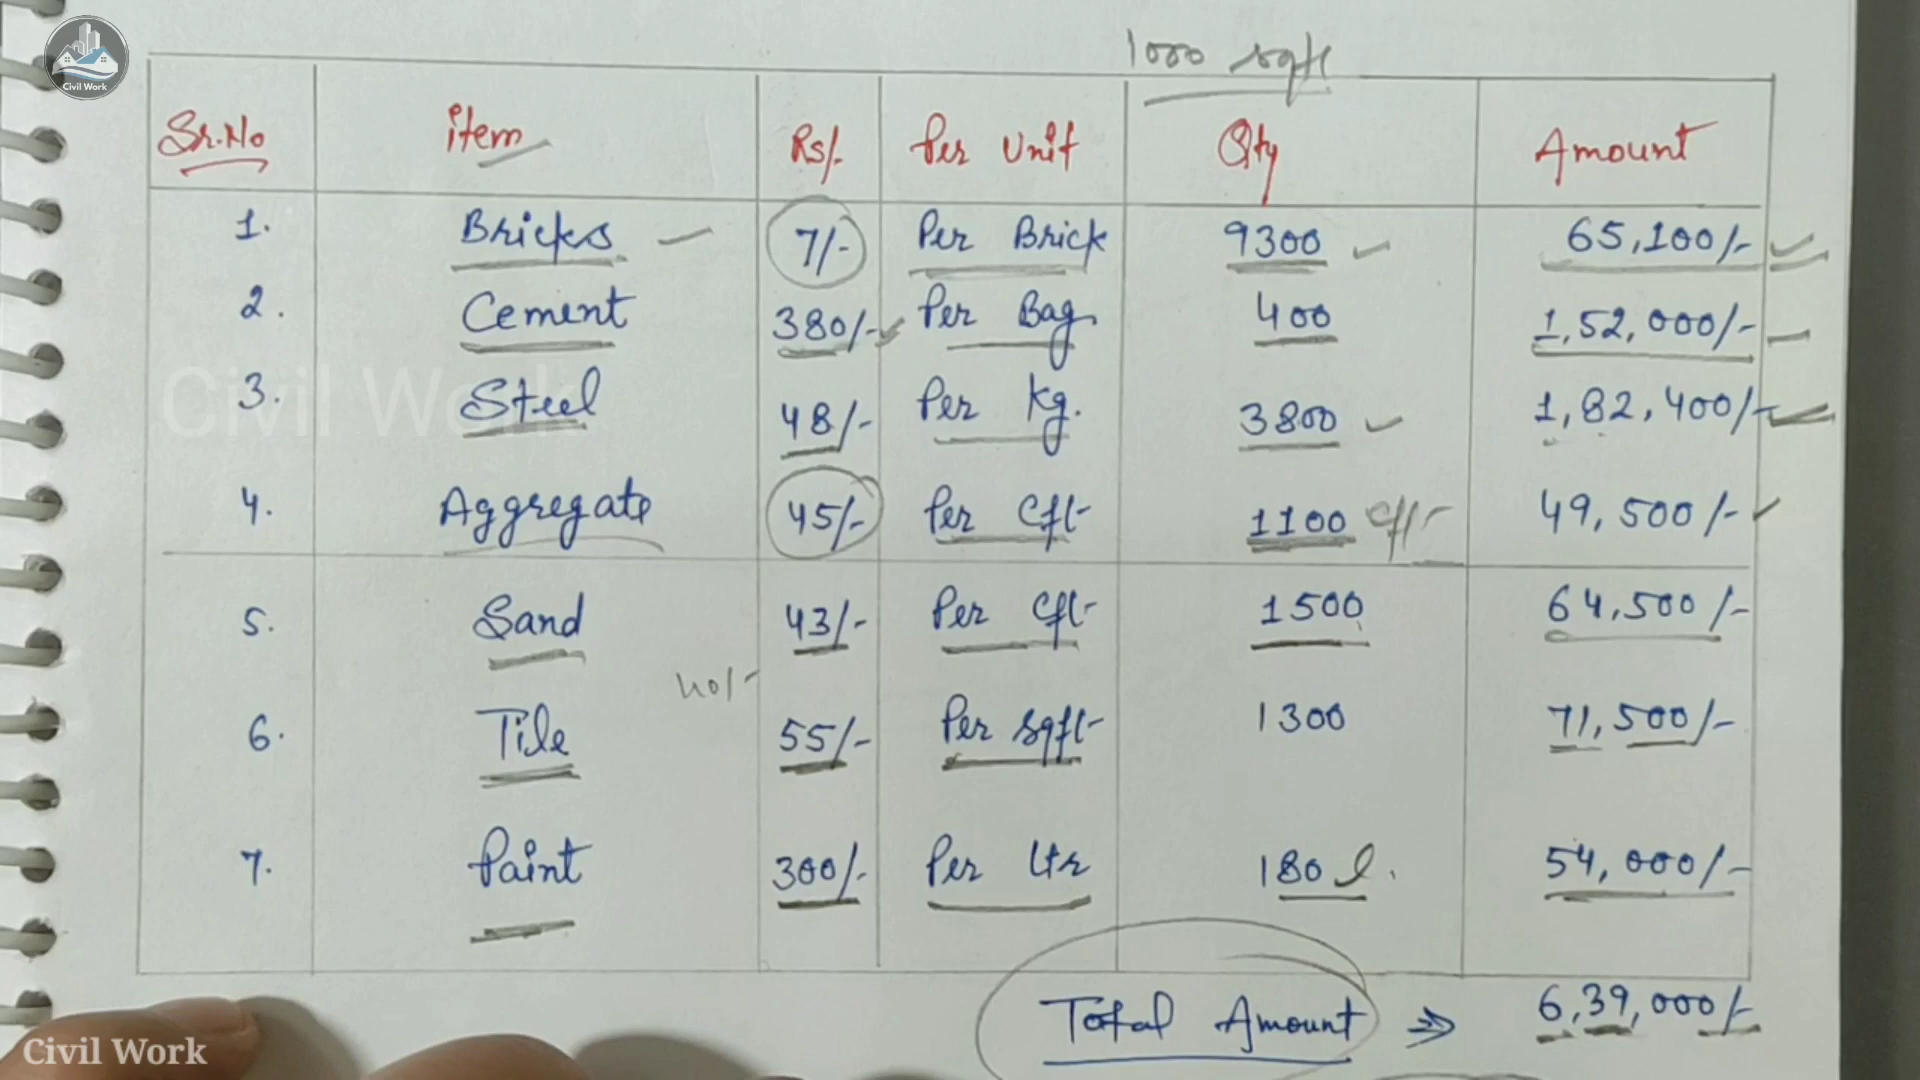 1000 sqft
Sr.No item Rs/- Per Unit Qty Amount
1. Bricks 7/- Per Brick 9300 65,100/-
2. Cement 380/- Per Bag 400 1,52,000/-
3. Steel 48/- Per kg. 3800 1,82,400/-
4. Aggregate 45/- Per Cft 1100 cft 49,500/-
5. Sand 43/- Per Cft 1500 64,500/-
40/-
6. Tile 55/- Per sqft 1300 71,500/-
7. Paint 300/- Per Ltr 180 l. 54,000/-
Total Amount ⇒ 6,39,000/-
Civil Work
Civil Work
Civil Work